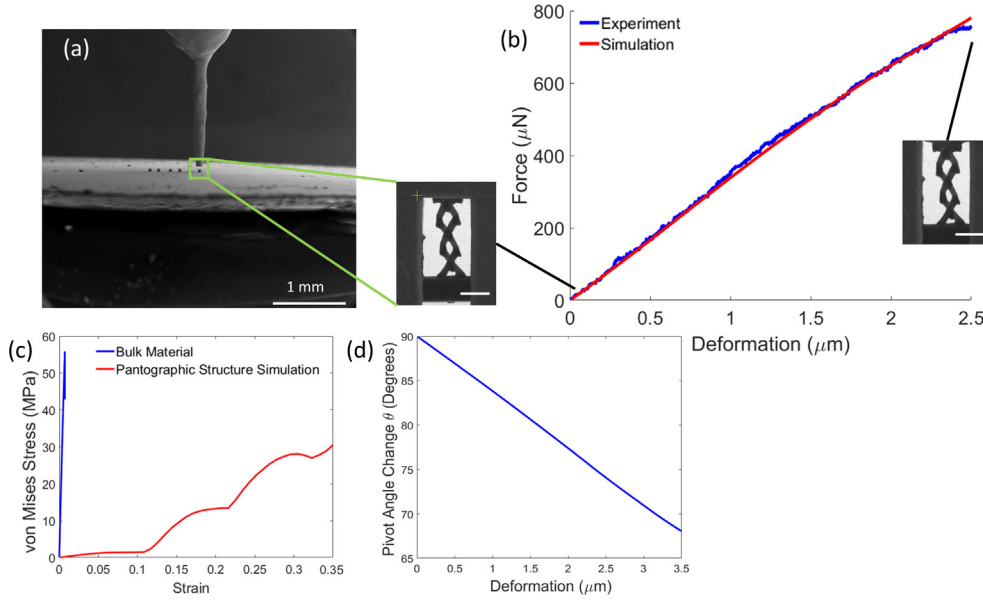 (a)
1 mm
(b)
Experiment
Simulation
800
600
400
200
0
Force (μN)
0
0.5
1
1.5
2
2.5
Deformation (μm)
(c)
60
50
40
30
20
10
0
von Mises Stress (MPa)
Bulk Material
Pantographic Structure Simulation
0
0.05
0.1
0.15
0.2
0.25
0.3
0.35
Strain
(d)
90
85
80
75
70
65
Pivot Angle Change θ (Degrees)
0
0.5
1
1.5
2
2.5
3
3.5
Deformation (μm)